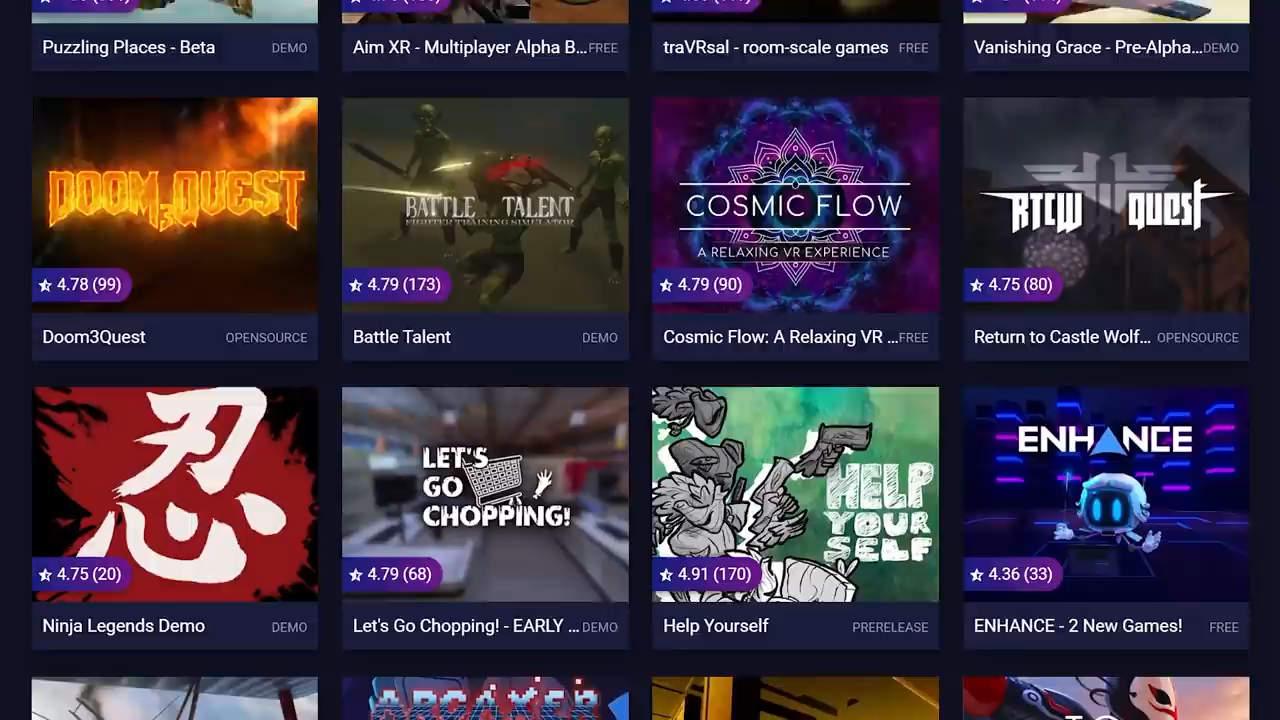 Puzzling Places - Beta DEMO
Aim XR - Multiplayer Alpha B... FREE
traVRsal - room-scale games FREE
Vanishing Grace - Pre-Alpha... DEMO
DOOM3QUEST
4.78 (99)
Doom3Quest OPENSOURCE
BATTLE TALENT
FIGHTER TRAINING SIMULATOR
4.79 (173)
Battle Talent DEMO
COSMIC FLOW
A RELAXING VR EXPERIENCE
4.79 (90)
Cosmic Flow: A Relaxing VR ... FREE
RTCW QUEST
4.75 (80)
Return to Castle Wolf... OPENSOURCE
忍
4.75 (20)
Ninja Legends Demo DEMO
LET'S
GO
CHOPPING!
4.79 (68)
Let's Go Chopping! - EARLY ... DEMO
HELP
YOUR
SELF
4.91 (170)
Help Yourself PRERELEASE
ENHANCE
4.36 (33)
ENHANCE - 2 New Games! FREE
ARCAXER